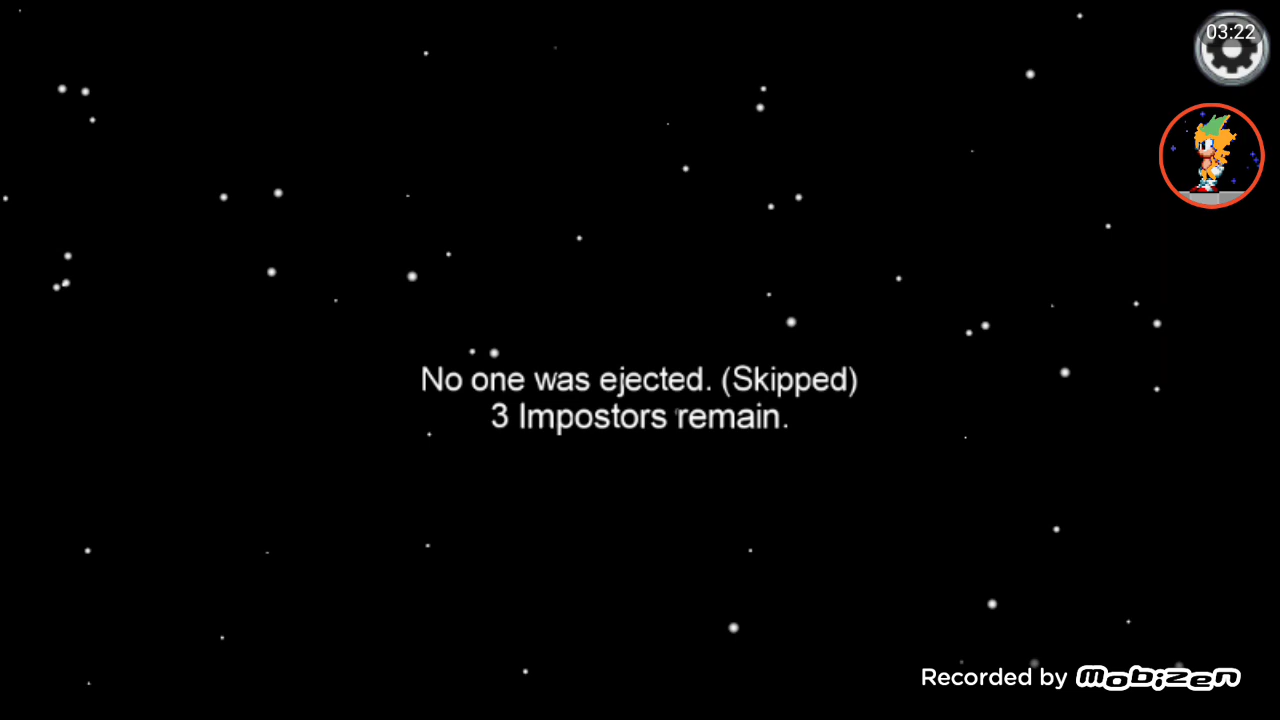 03:22
No one was ejected. (Skipped)
3 Impostors remain.
Recorded by Mobizen